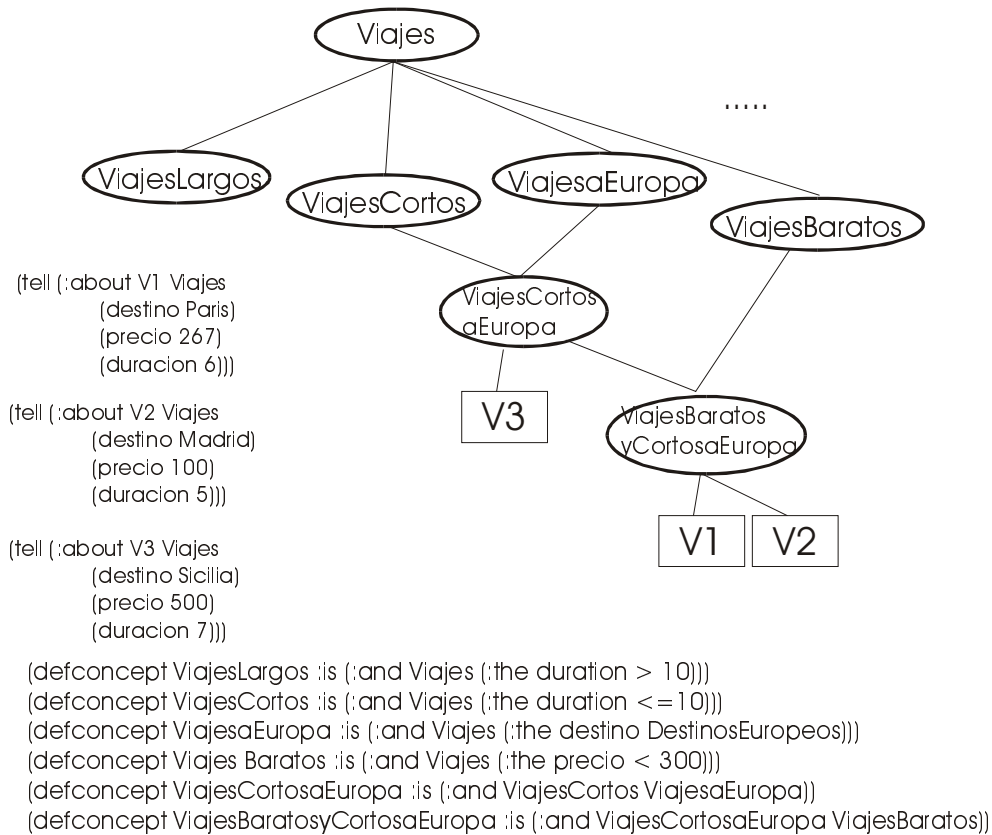 Viajes
.....
ViajesLargos
ViajesCortos
ViajesaEuropa
ViajesBaratos
ViajesCortos
aEuropa
V3
ViajesBaratos
yCortosaEuropa
V1
V2
(tell (:about V1 Viajes
(destino Paris)
(precio 267)
(duracion 6)))
(tell (:about V2 Viajes
(destino Madrid)
(precio 100)
(duracion 5)))
(tell (:about V3 Viajes
(destino Sicilia)
(precio 500)
(duracion 7)))
(defconcept ViajesLargos :is (:and Viajes (:the duration > 10)))
(defconcept ViajesCortos :is (:and Viajes (:the duration <=10)))
(defconcept ViajesaEuropa :is (:and Viajes (:the destino DestinosEuropeos)))
(defconcept Viajes Baratos :is (:and Viajes (:the precio < 300)))
(defconcept ViajesCortosaEuropa :is (:and ViajesCortos ViajesaEuropa))
(defconcept ViajesBaratosyCortosaEuropa :is (:and ViajesCortosaEuropa ViajesBaratos))